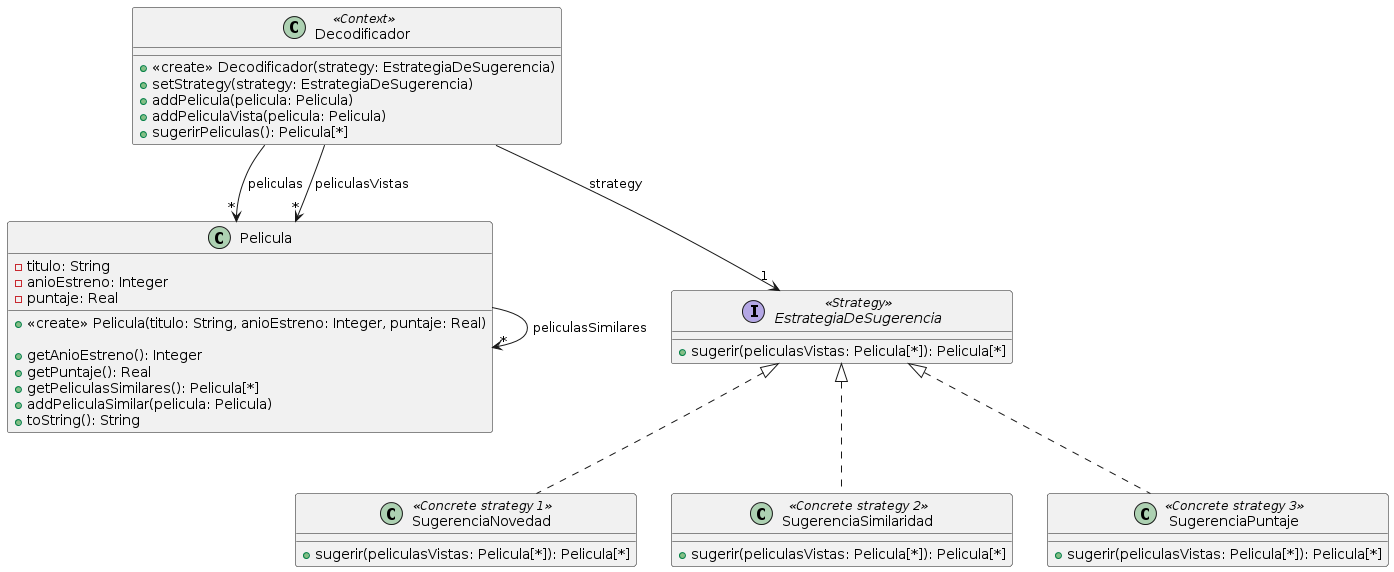 «Context»
C Decodificador
«create» Decodificador(strategy: EstrategiaDeSugerencia)
setStrategy(strategy: EstrategiaDeSugerencia)
addPelicula(pelicula: Pelicula)
addPeliculaVista(pelicula: Pelicula)
sugerirPeliculas(): Pelicula[*]
peliculas
peliculasVistas
strategy
*
*
1
C Pelicula
titulo: String
anioEstreno: Integer
puntaje: Real
«create» Pelicula(titulo: String, anioEstreno: Integer, puntaje: Real)
getAnioEstreno(): Integer
getPuntaje(): Real
getPeliculasSimilares(): Pelicula[*]
addPeliculaSimilar(pelicula: Pelicula)
toString(): String
peliculasSimilares
*
«Strategy»
I EstrategiaDeSugerencia
sugerir(peliculasVistas: Pelicula[*]): Pelicula[*]
«Concrete strategy 1»
C SugerenciaNovedad
sugerir(peliculasVistas: Pelicula[*]): Pelicula[*]
«Concrete strategy 2»
C SugerenciaSimilaridad
sugerir(peliculasVistas: Pelicula[*]): Pelicula[*]
«Concrete strategy 3»
C SugerenciaPuntaje
sugerir(peliculasVistas: Pelicula[*]): Pelicula[*]